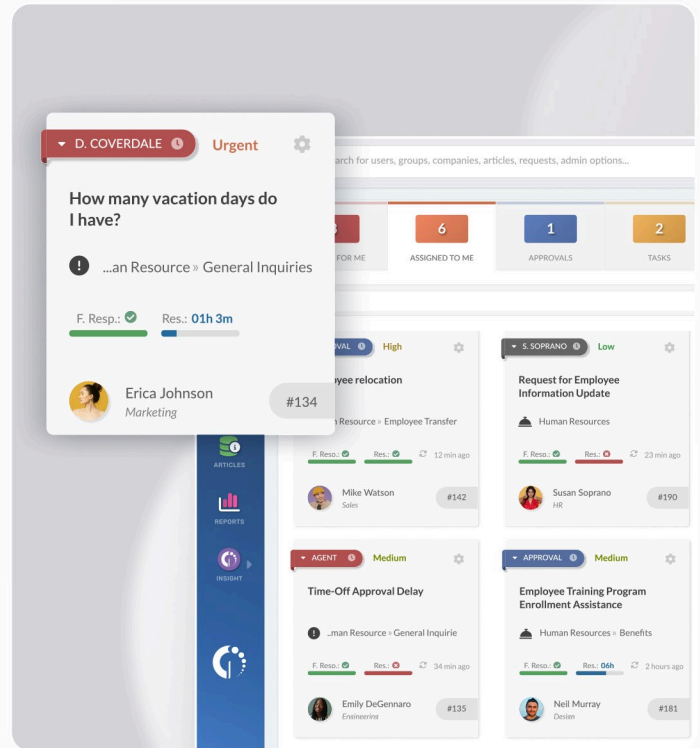 D. COVERDALE
Urgent
How many vacation days do
I have?
...an Resource » General Inquiries
F. Resp.:
Res.: 01h 3m
Erica Johnson
Marketing
#134
for users, groups, companies, articles, requests, admin options...
FOR ME
6
ASSIGNED TO ME
1
APPROVALS
2
TASKS
High
relocation
Resource » Employee Transfer
F. Reso.:
Res.:
12 min ago
Mike Watson
Sales
#142
S. SOPRANO
Low
Request for Employee
Information Update
Human Resources
F. Reso.:
Res.:
23 min ago
Susan Soprano
HR
#190
ARTICLES
REPORTS
INSIGHT
AGENT
Medium
Time-Off Approval Delay
...man Resource » General Inquirie
F. Reso.:
Res.:
34 min ago
Emily DeGennaro
Engineering
#135
APPROVAL
Medium
Employee Training Program
Enrollment Assistance
Human Resources » Benefits
F. Reso.:
Res.: 06h
2 hours ago
Neil Murray
Design
#181